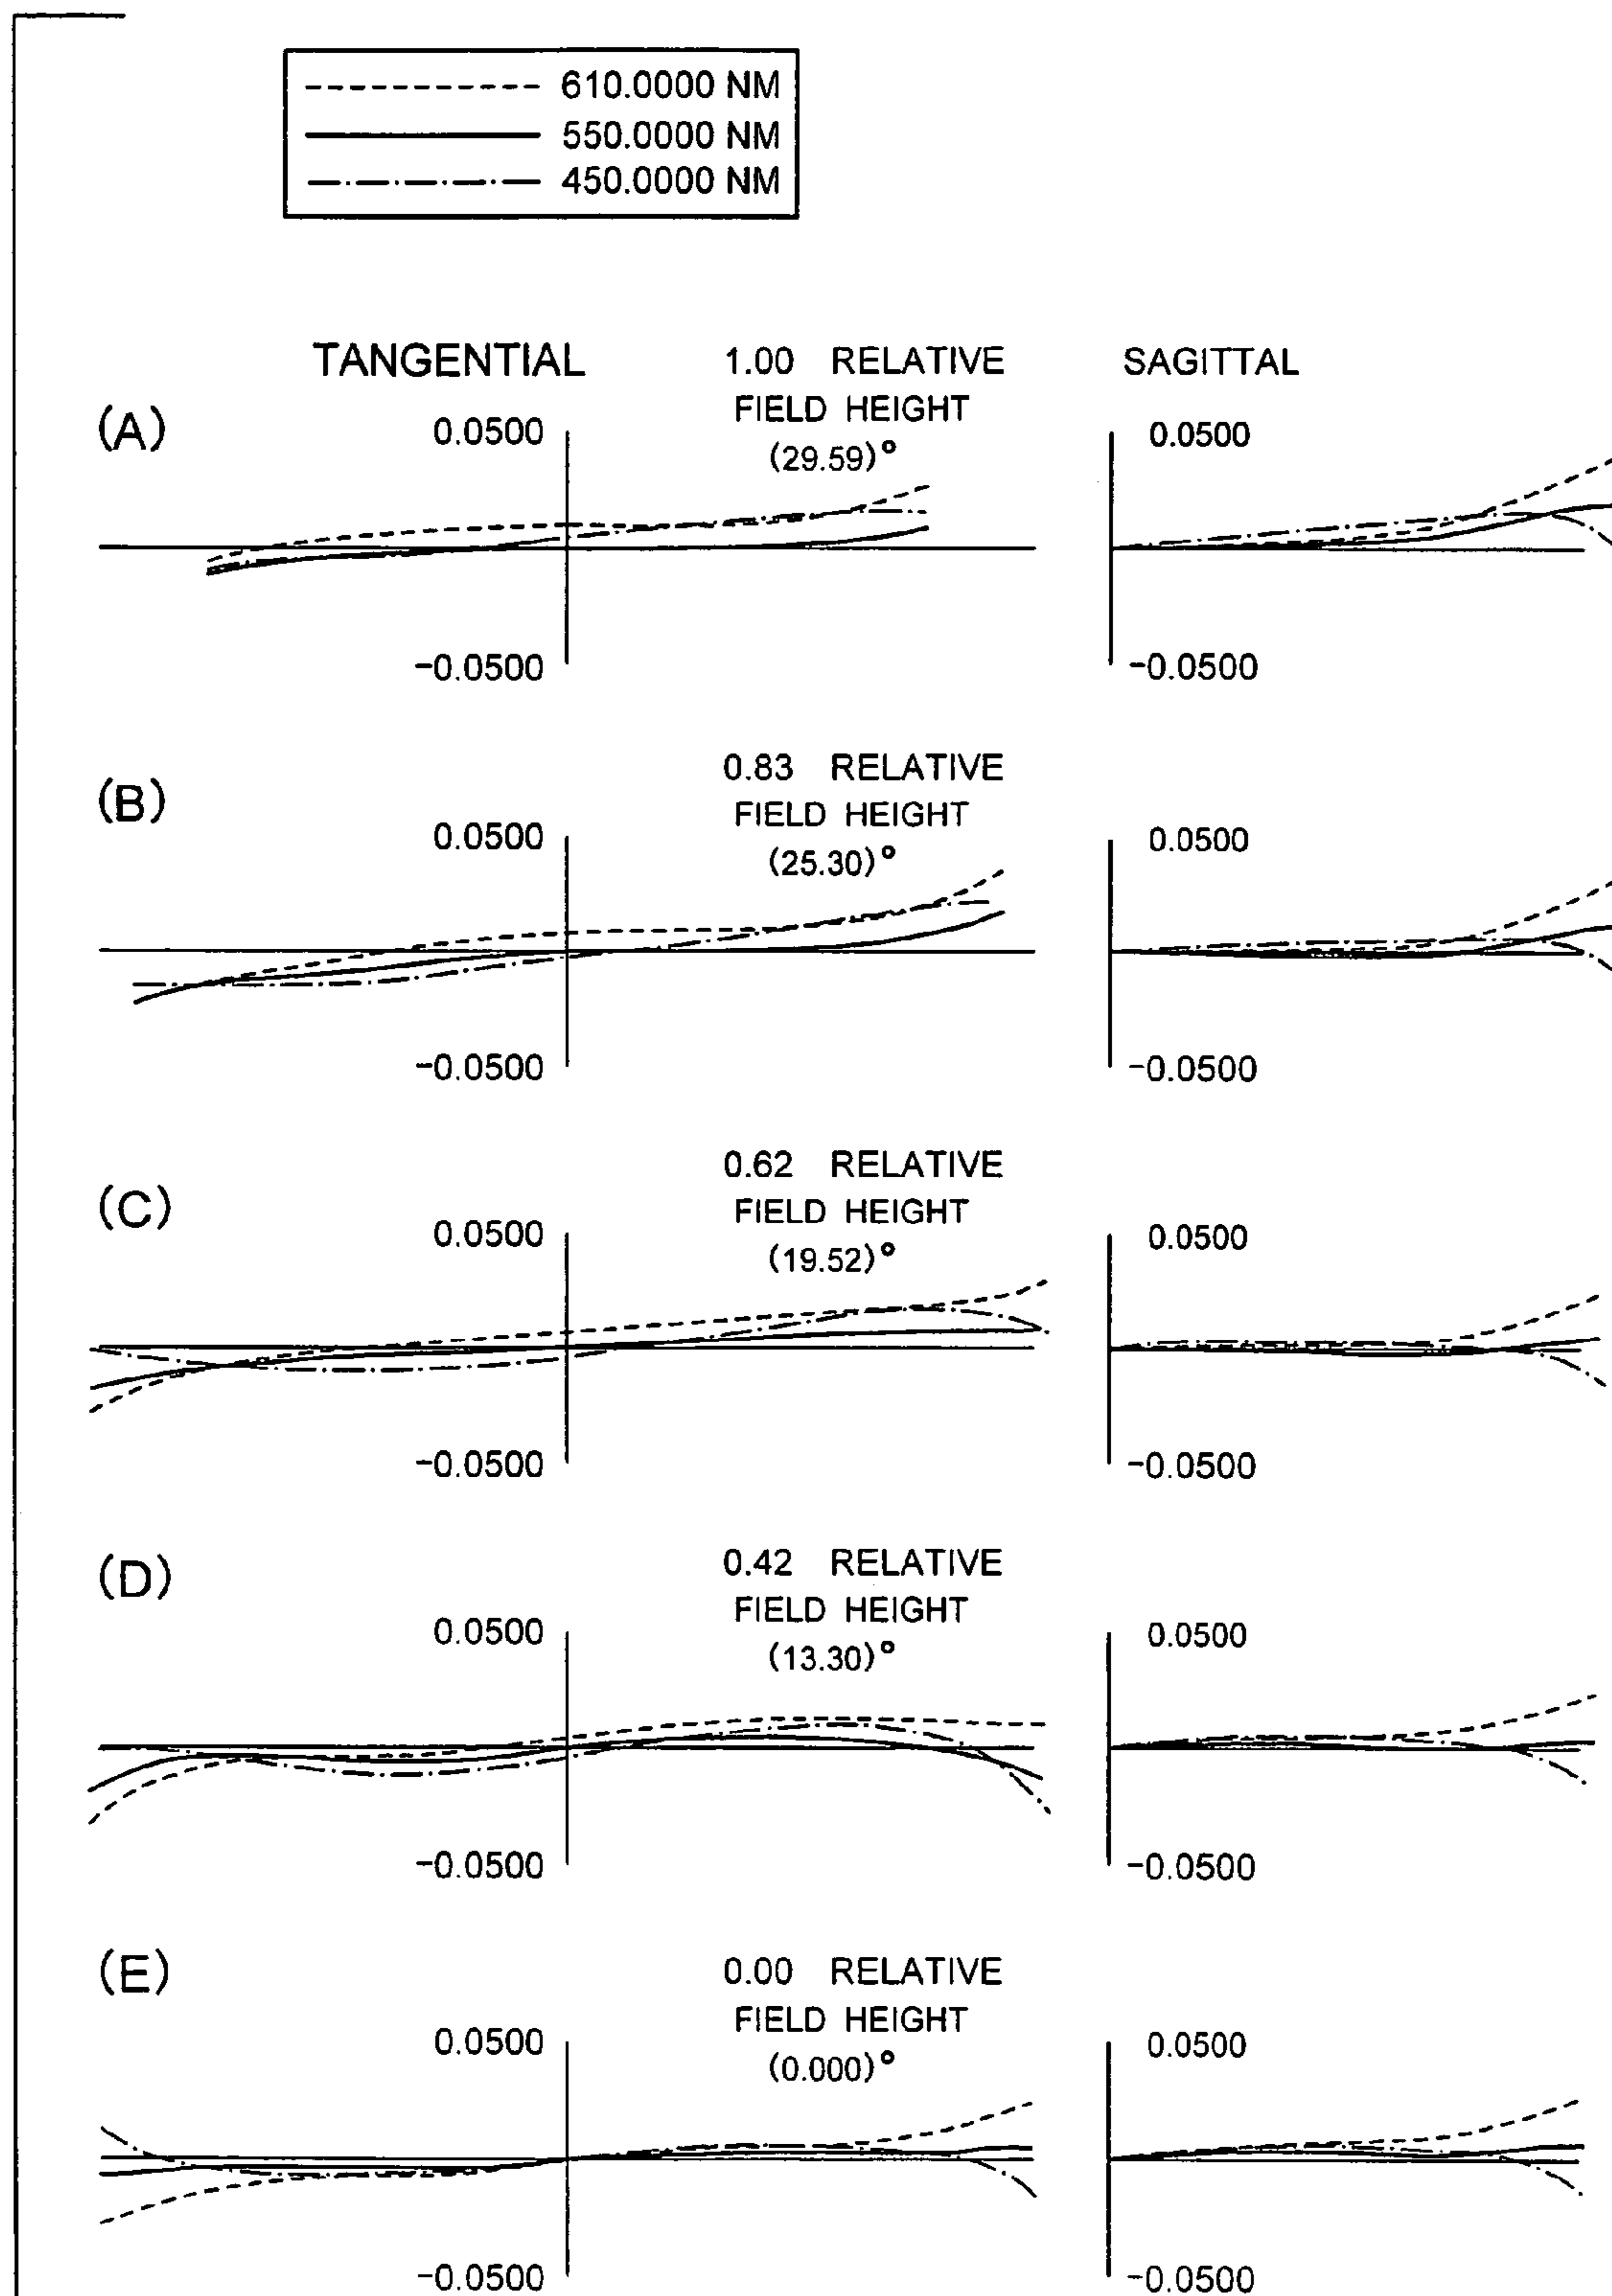 610.0000 NM
550.0000 NM
450.0000 NM
TANGENTIAL
1.00 RELATIVE
FIELD HEIGHT
(29.59)°
SAGITTAL
(A)
0.0500
-0.0500
0.0500
-0.0500
(B)
0.83 RELATIVE
FIELD HEIGHT
(25.30)°
0.0500
-0.0500
0.0500
-0.0500
(C)
0.62 RELATIVE
FIELD HEIGHT
(19.52)°
0.0500
-0.0500
0.0500
-0.0500
(D)
0.42 RELATIVE
FIELD HEIGHT
(13.30)°
0.0500
-0.0500
0.0500
-0.0500
(E)
0.00 RELATIVE
FIELD HEIGHT
(0.000)°
0.0500
-0.0500
0.0500
-0.0500